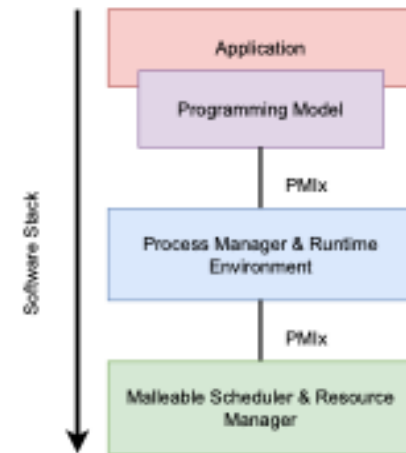 Application
Programming Model
PMIx
Process Manager & Runtime
Environment
PMIx
Malleable Scheduler & Resource
Manager
Software Stack